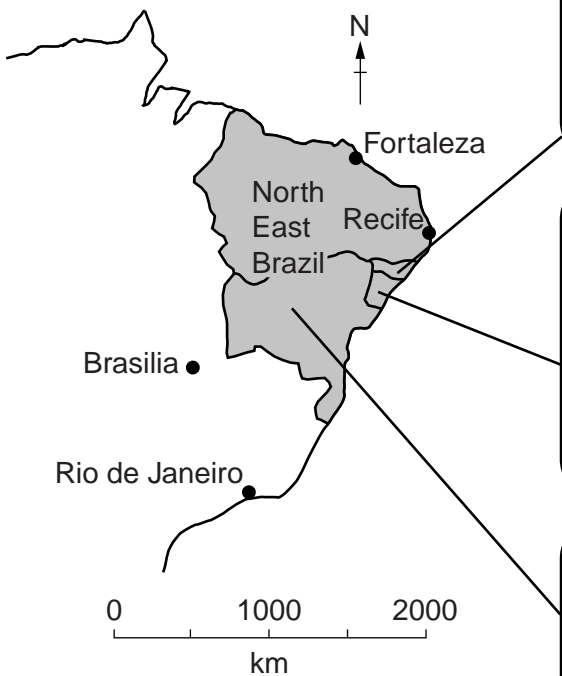 N
Fortaleza
North
East
Brazil
Recife
Brasilia
Rio de Janeiro
0 1000 2000
km